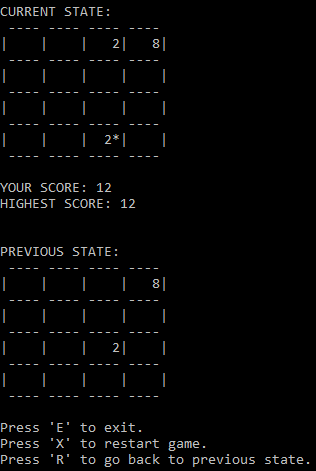 CURRENT STATE:
 ---- ---- ---- ----
|    |    |   2|   8|
 ---- ---- ---- ----
|    |    |    |    |
 ---- ---- ---- ----
|    |    |    |    |
 ---- ---- ---- ----
|    |    |  2*|    |
 ---- ---- ---- ----
YOUR SCORE: 12
HIGHEST SCORE: 12
PREVIOUS STATE:
 ---- ---- ---- ----
|    |    |    |   8|
 ---- ---- ---- ----
|    |    |    |    |
 ---- ---- ---- ----
|    |    |   2|    |
 ---- ---- ---- ----
|    |    |    |    |
 ---- ---- ---- ----
Press 'E' to exit.
Press 'X' to restart game.
Press 'R' to go back to previous state.